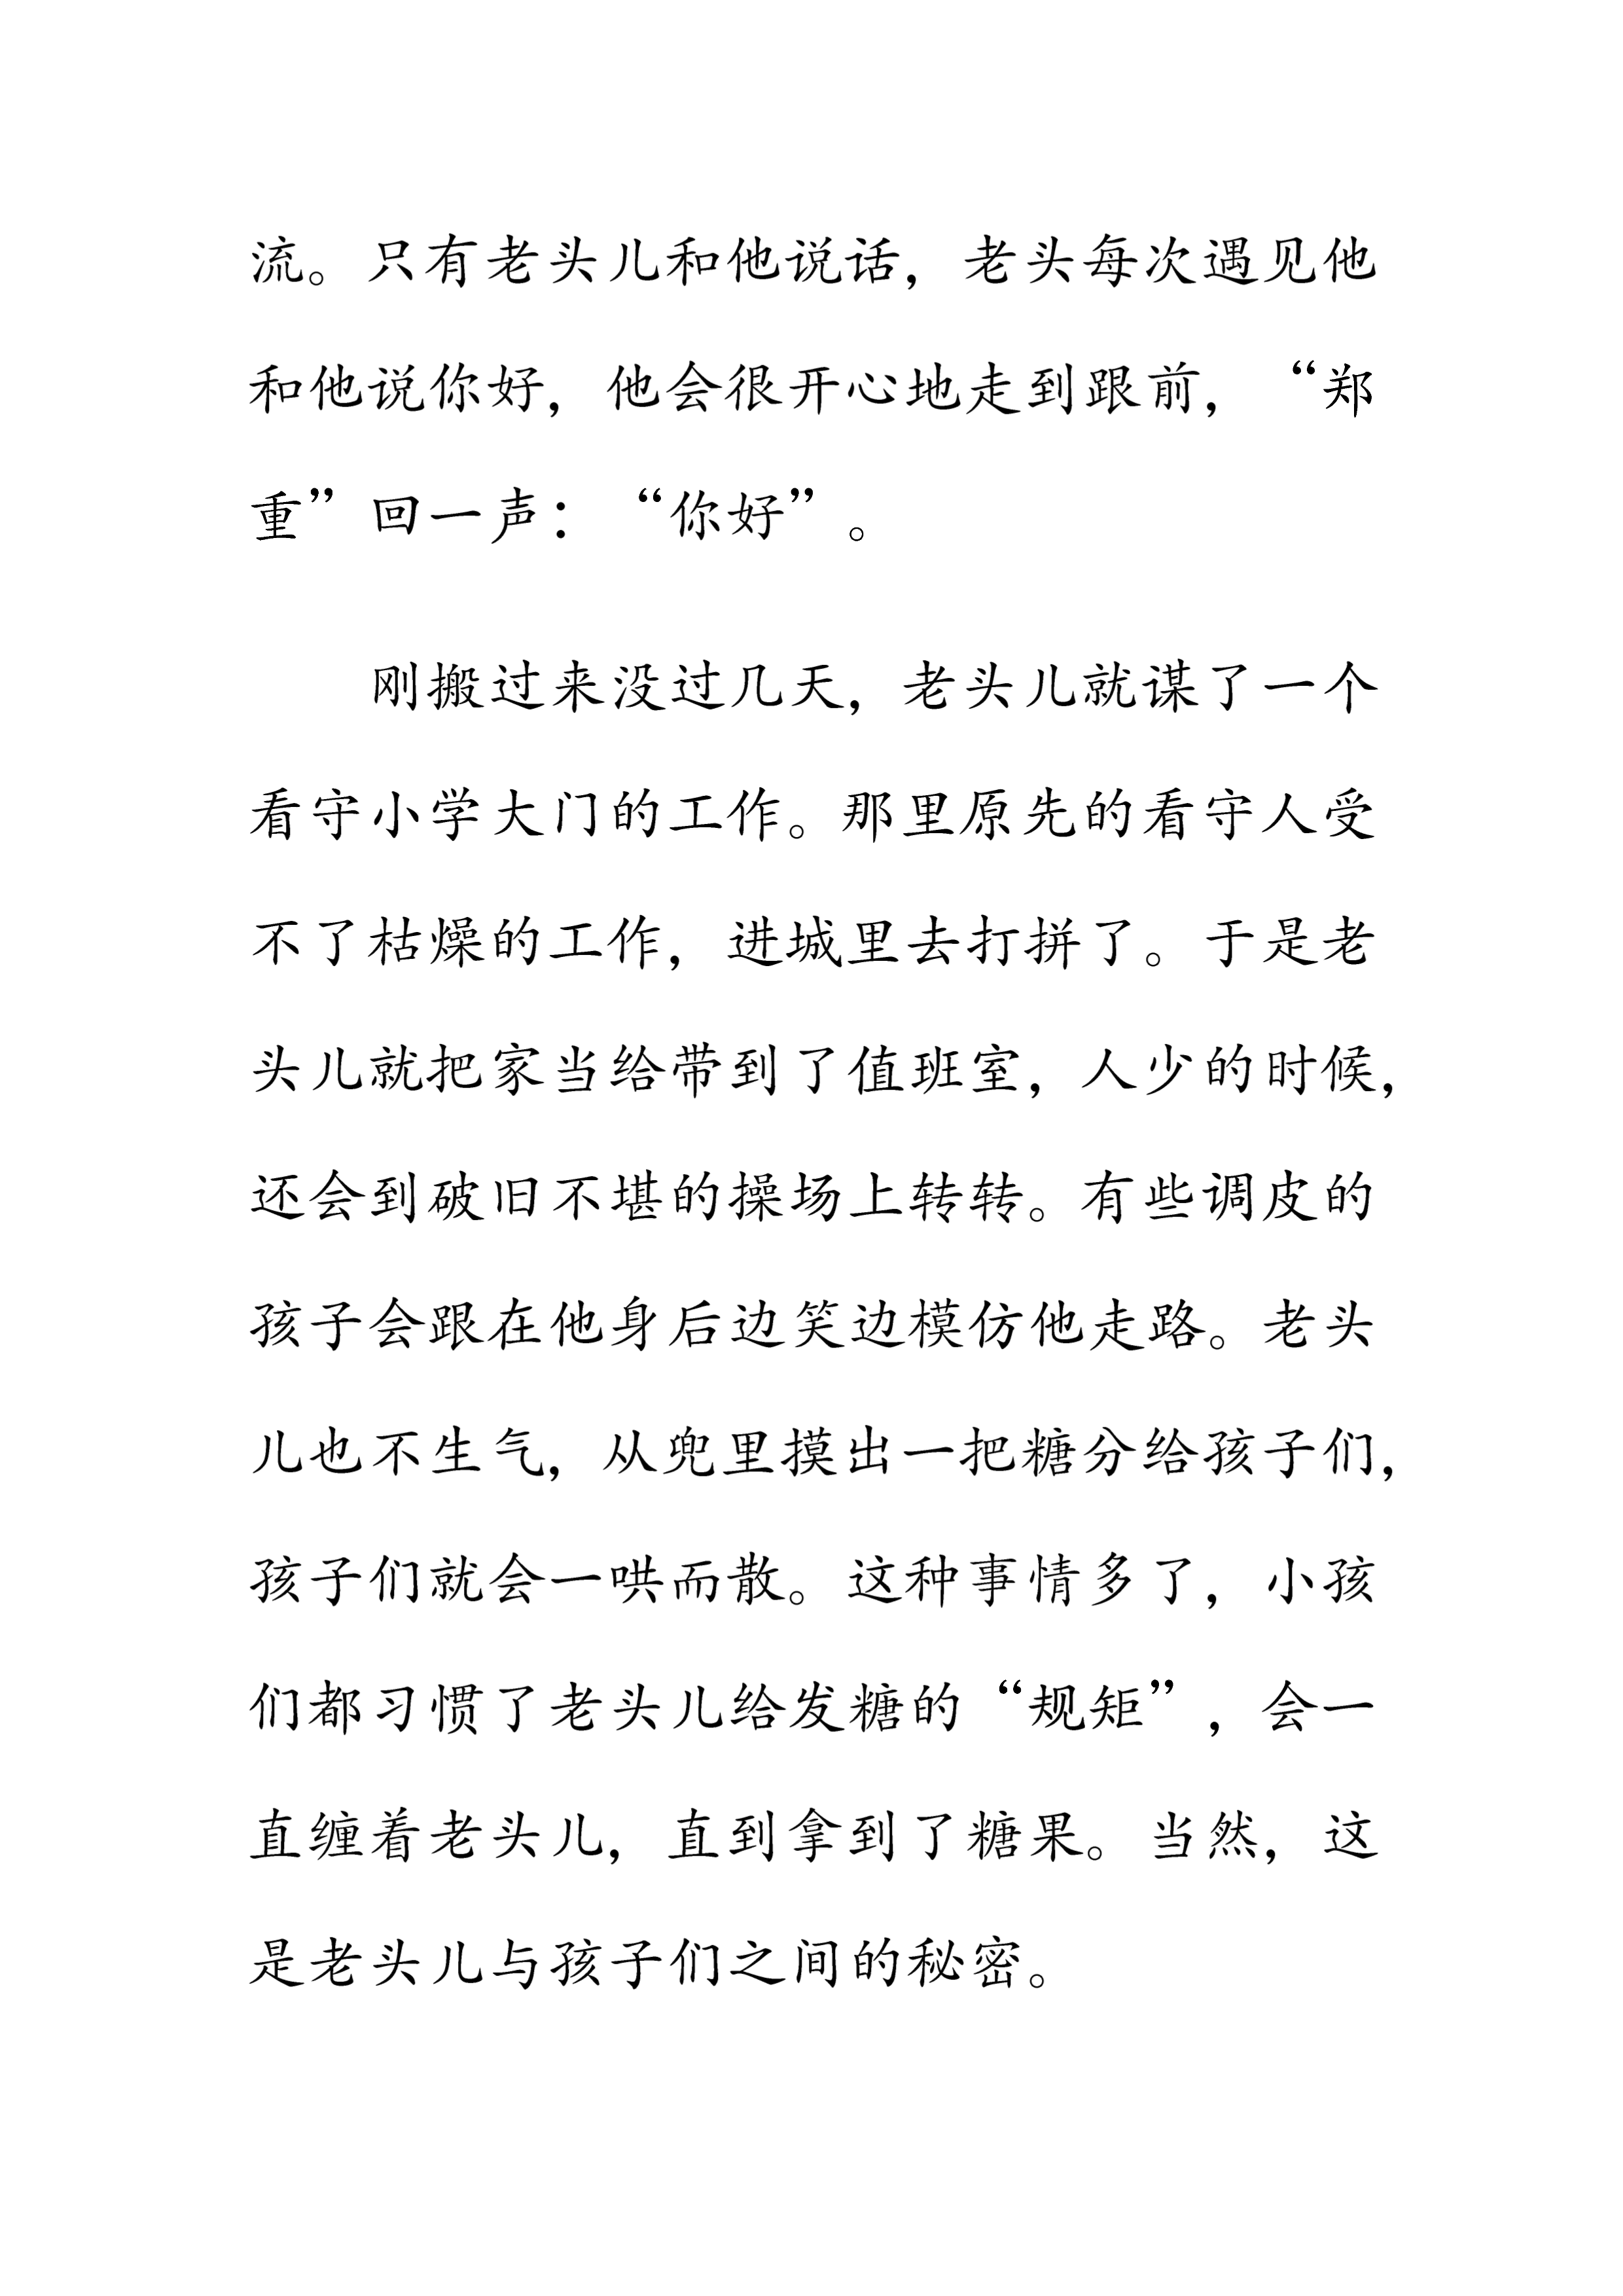 流。只有老头儿和他说话，老头每次遇见他
和他说你好，他会很开心地走到跟前，“郑
重”回一声：“你好”。
刚搬过来没过几天，老头儿就谋了一个
看守小学大门的工作。那里原先的看守人受
不了枯燥的工作，进城里去打拼了。于是老
头儿就把家当给带到了值班室，人少的时候，
还会到破旧不堪的操场上转转。有些调皮的
孩子会跟在他身后边笑边模仿他走路。老头
儿也不生气，从兜里摸出一把糖分给孩子们，
孩子们就会一哄而散。这种事情多了，小孩
们都习惯了老头儿给发糖的“规矩”，会一
直缠着老头儿，直到拿到了糖果。当然，这
是老头儿与孩子们之间的秘密。